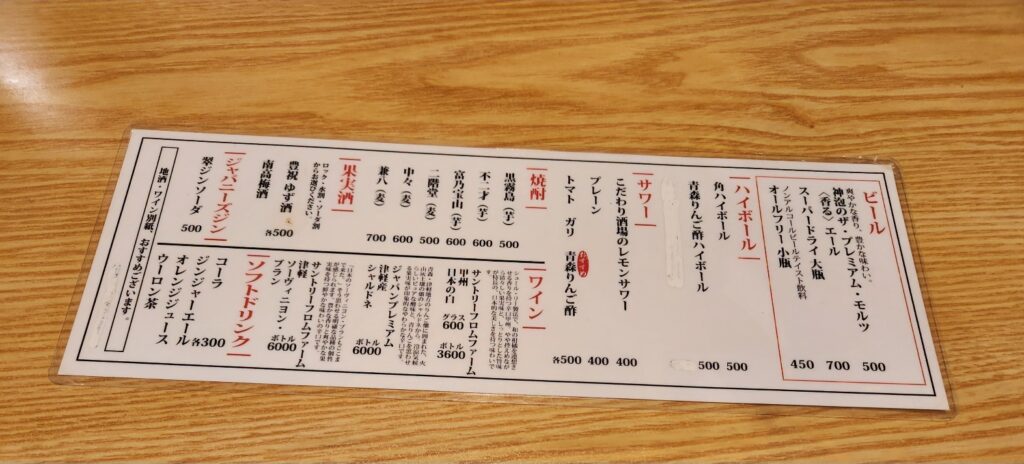 ビール
爽やかな香り、豊かな味わい。
神泡のザ・プレミアム・モルツ
〈香る〉エール 500
スーパードライ大瓶 700
ノンアルコールビールテイスト飲料
オールフリー小瓶 450
ハイボール
角ハイボール 500
青森りんご酢ハイボール 500
サワー
こだわり酒場のレモンサワー 400
プレーン 400
トマト ガリ おすすめ 青森りんご酢 各500
焼酎
黒霧島(芋) 500
不二才(芋) 600
富乃宝山(芋) 600
二階堂(麦) 500
中々(麦) 600
兼八(麦) 700
果実酒
ロック・水割・ソーダ割
からお選びください。
豊祝 ゆず酒
南高梅酒 各500
ジャパニーズジン
翠ジンソーダ 500
ワイン
サントリーフロムファーム
甲州
日本の白
グラス 600
ボトル 3600
ジャパンプレミアム
津軽産
シャルドネ
ボトル 6000
サントリーフロムファーム
津軽
ソーヴィニヨン・
ブラン
ボトル 6000
ソフトドリンク
コーラ
ジンジャーエール
オレンジジュース
ウーロン茶
各300
地酒・ワイン別紙、おすすめございます。